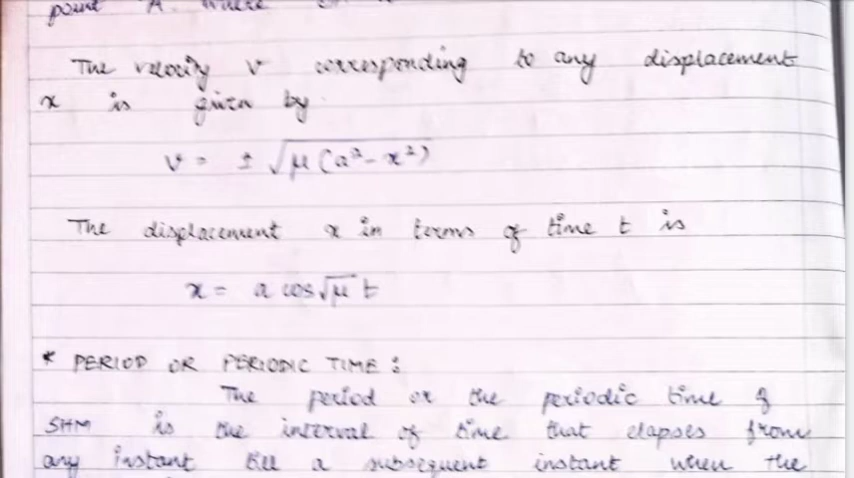 point A where
The velocity v corresponding to any displacement
x is given by
v = ± √μ(a²-x²)
The displacement x in terms of time t is
x = a cos√μ t
* PERIOD OR PERIODIC TIME :
The period or the periodic time of
SHM is the interval of time that elapses from
any instant till a subsequent instant when the